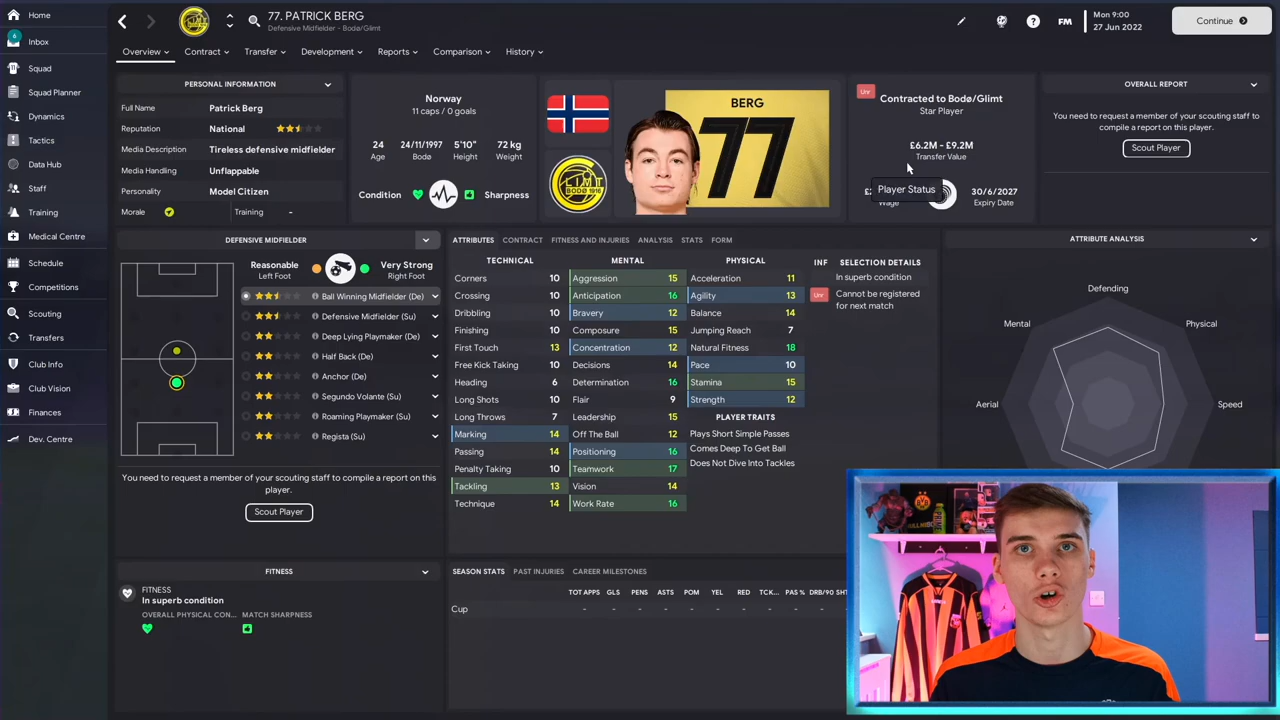 Home
77. PATRICK BERG
Defensive Midfielder - Bodø/Glimt
FM
Mon 9:00
27 Jun 2022
Continue
6
Inbox
Squad
Squad Planner
Dynamics
Tactics
Data Hub
Staff
Training
Medical Centre
Schedule
Competitions
Scouting
Transfers
Club Info
Club Vision
Finances
Dev. Centre
Overview
Contract
Transfer
Development
Reports
Comparison
History
PERSONAL INFORMATION
Full Name Patrick Berg
Reputation National
Media Description Tireless defensive midfielder
Media Handling Unflappable
Personality Model Citizen
Morale Training -
Norway
11 caps / 0 goals
24 24/11/1997 5'10" 72 kg
Age Bodø Height Weight
Condition Sharpness
GLIMT
BODØ 1916
BERG
77
Unr
Contracted to Bodø/Glimt
Star Player
£6.2M - £9.2M
Transfer Value
Player Status
Wage
30/6/2027
Expiry Date
OVERALL REPORT
You need to request a member of your scouting staff to
compile a report on this player.
Scout Player
DEFENSIVE MIDFIELDER
Reasonable Very Strong
Left Foot Right Foot
Ball Winning Midfielder (De)
Defensive Midfielder (Su)
Deep Lying Playmaker (De)
Half Back (De)
Anchor (De)
Segundo Volante (Su)
Roaming Playmaker (Su)
Regista (Su)
You need to request a member of your scouting staff to compile a report on this
player.
Scout Player
ATTRIBUTES CONTRACT FITNESS AND INJURIES ANALYSIS STATS FORM
TECHNICAL
Corners 10
Crossing 10
Dribbling 10
Finishing 10
First Touch 13
Free Kick Taking 10
Heading 6
Long Shots 10
Long Throws 7
Marking 14
Passing 14
Penalty Taking 10
Tackling 13
Technique 14
MENTAL
Aggression 15
Anticipation 16
Bravery 12
Composure 15
Concentration 12
Decisions 14
Determination 16
Flair 9
Leadership 15
Off The Ball 12
Positioning 16
Teamwork 17
Vision 14
Work Rate 16
PHYSICAL
Acceleration 11
Agility 13
Balance 14
Jumping Reach 7
Natural Fitness 18
Pace 10
Stamina 15
Strength 12
PLAYER TRAITS
Plays Short Simple Passes
Comes Deep To Get Ball
Does Not Dive Into Tackles
INF SELECTION DETAILS
In superb condition
Unr Cannot be registered
for next match
ATTRIBUTE ANALYSIS
Defending
Mental Physical
Aerial Speed
FITNESS
FITNESS
In superb condition
OVERALL PHYSICAL CON... MATCH SHARPNESS
SEASON STATS PAST INJURIES CAREER MILESTONES
TOT APPS GLS PENS ASTS POM YEL RED TCK... PAS % DRB/90 SHT
Cup - - - - - - - - - -
PRIME